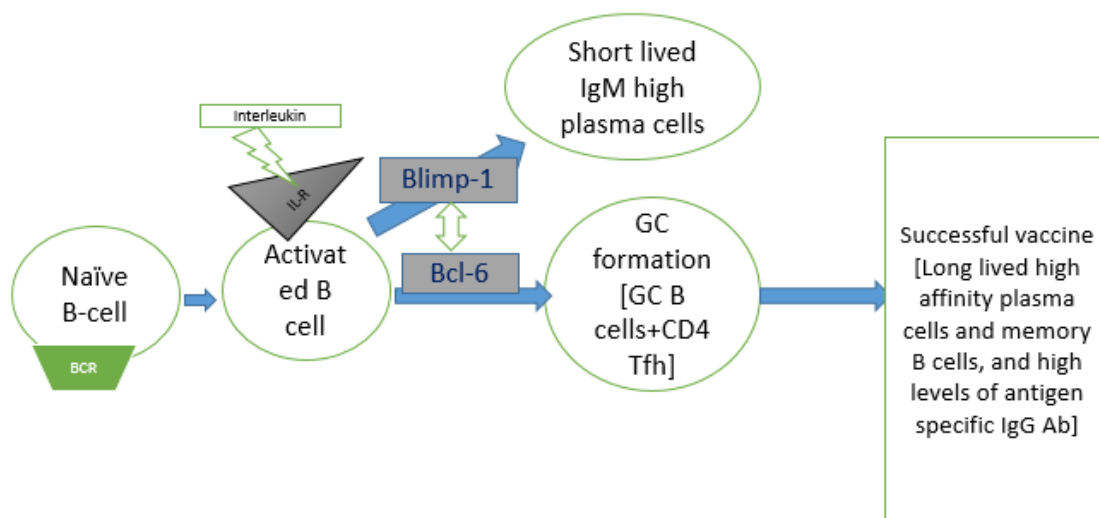 Short lived
IgM high
plasma cells
Interleukin
IL-R
Blimp-1
Naïve
B-cell
BCR
Activat
ed B
cell
Bcl-6
GC
formation
[GC B
cells+CD4
Tfh]
Successful vaccine
[Long lived high
affinity plasma
cells and memory
B cells, and high
levels of antigen
specific IgG Ab]